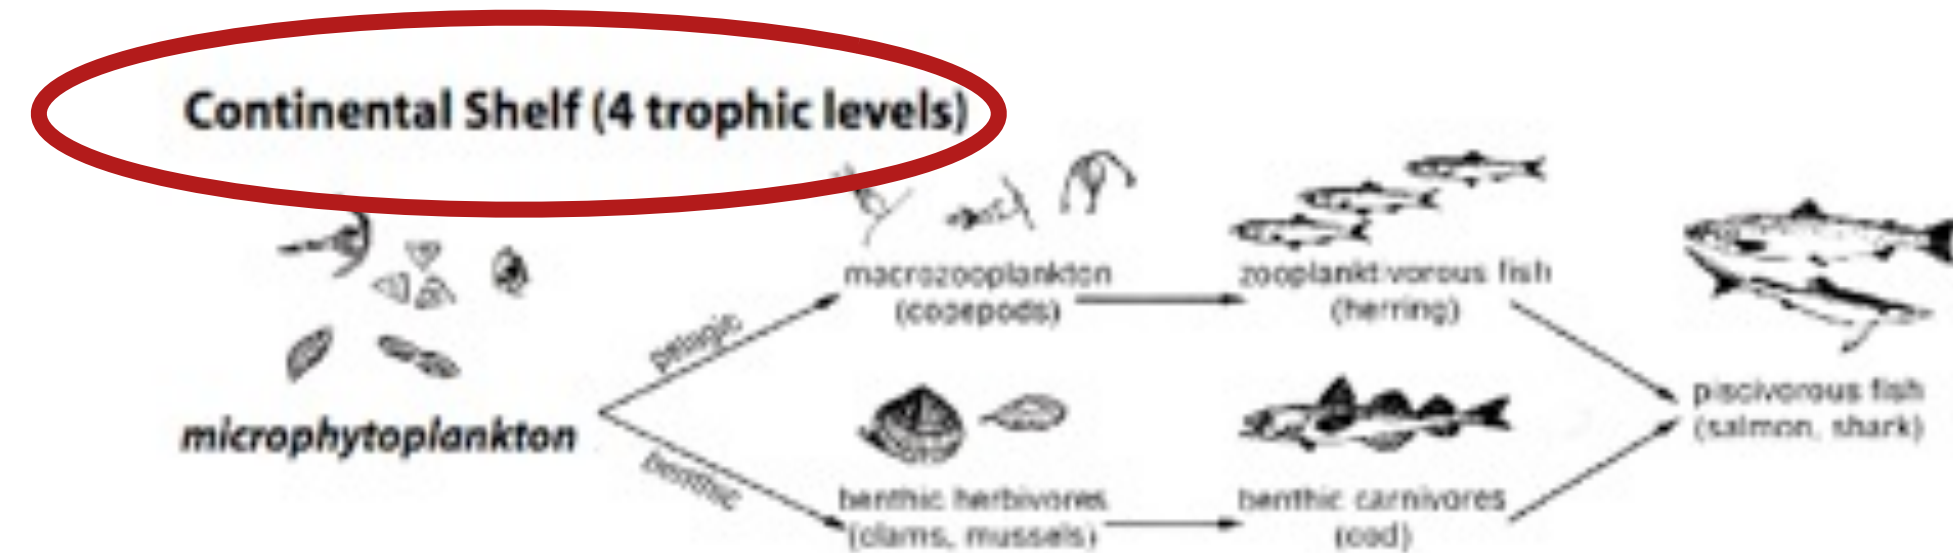 Continental Shelf (4 trophic levels)
microphytoplankton
pelagic
macrozooplankton
(copepods)
zooplanktivorous fish
(herring)
benthic
benthic herbivores
(clams, mussels)
benthic carnivores
(cod)
piscivorous fish
(salmon, shark)